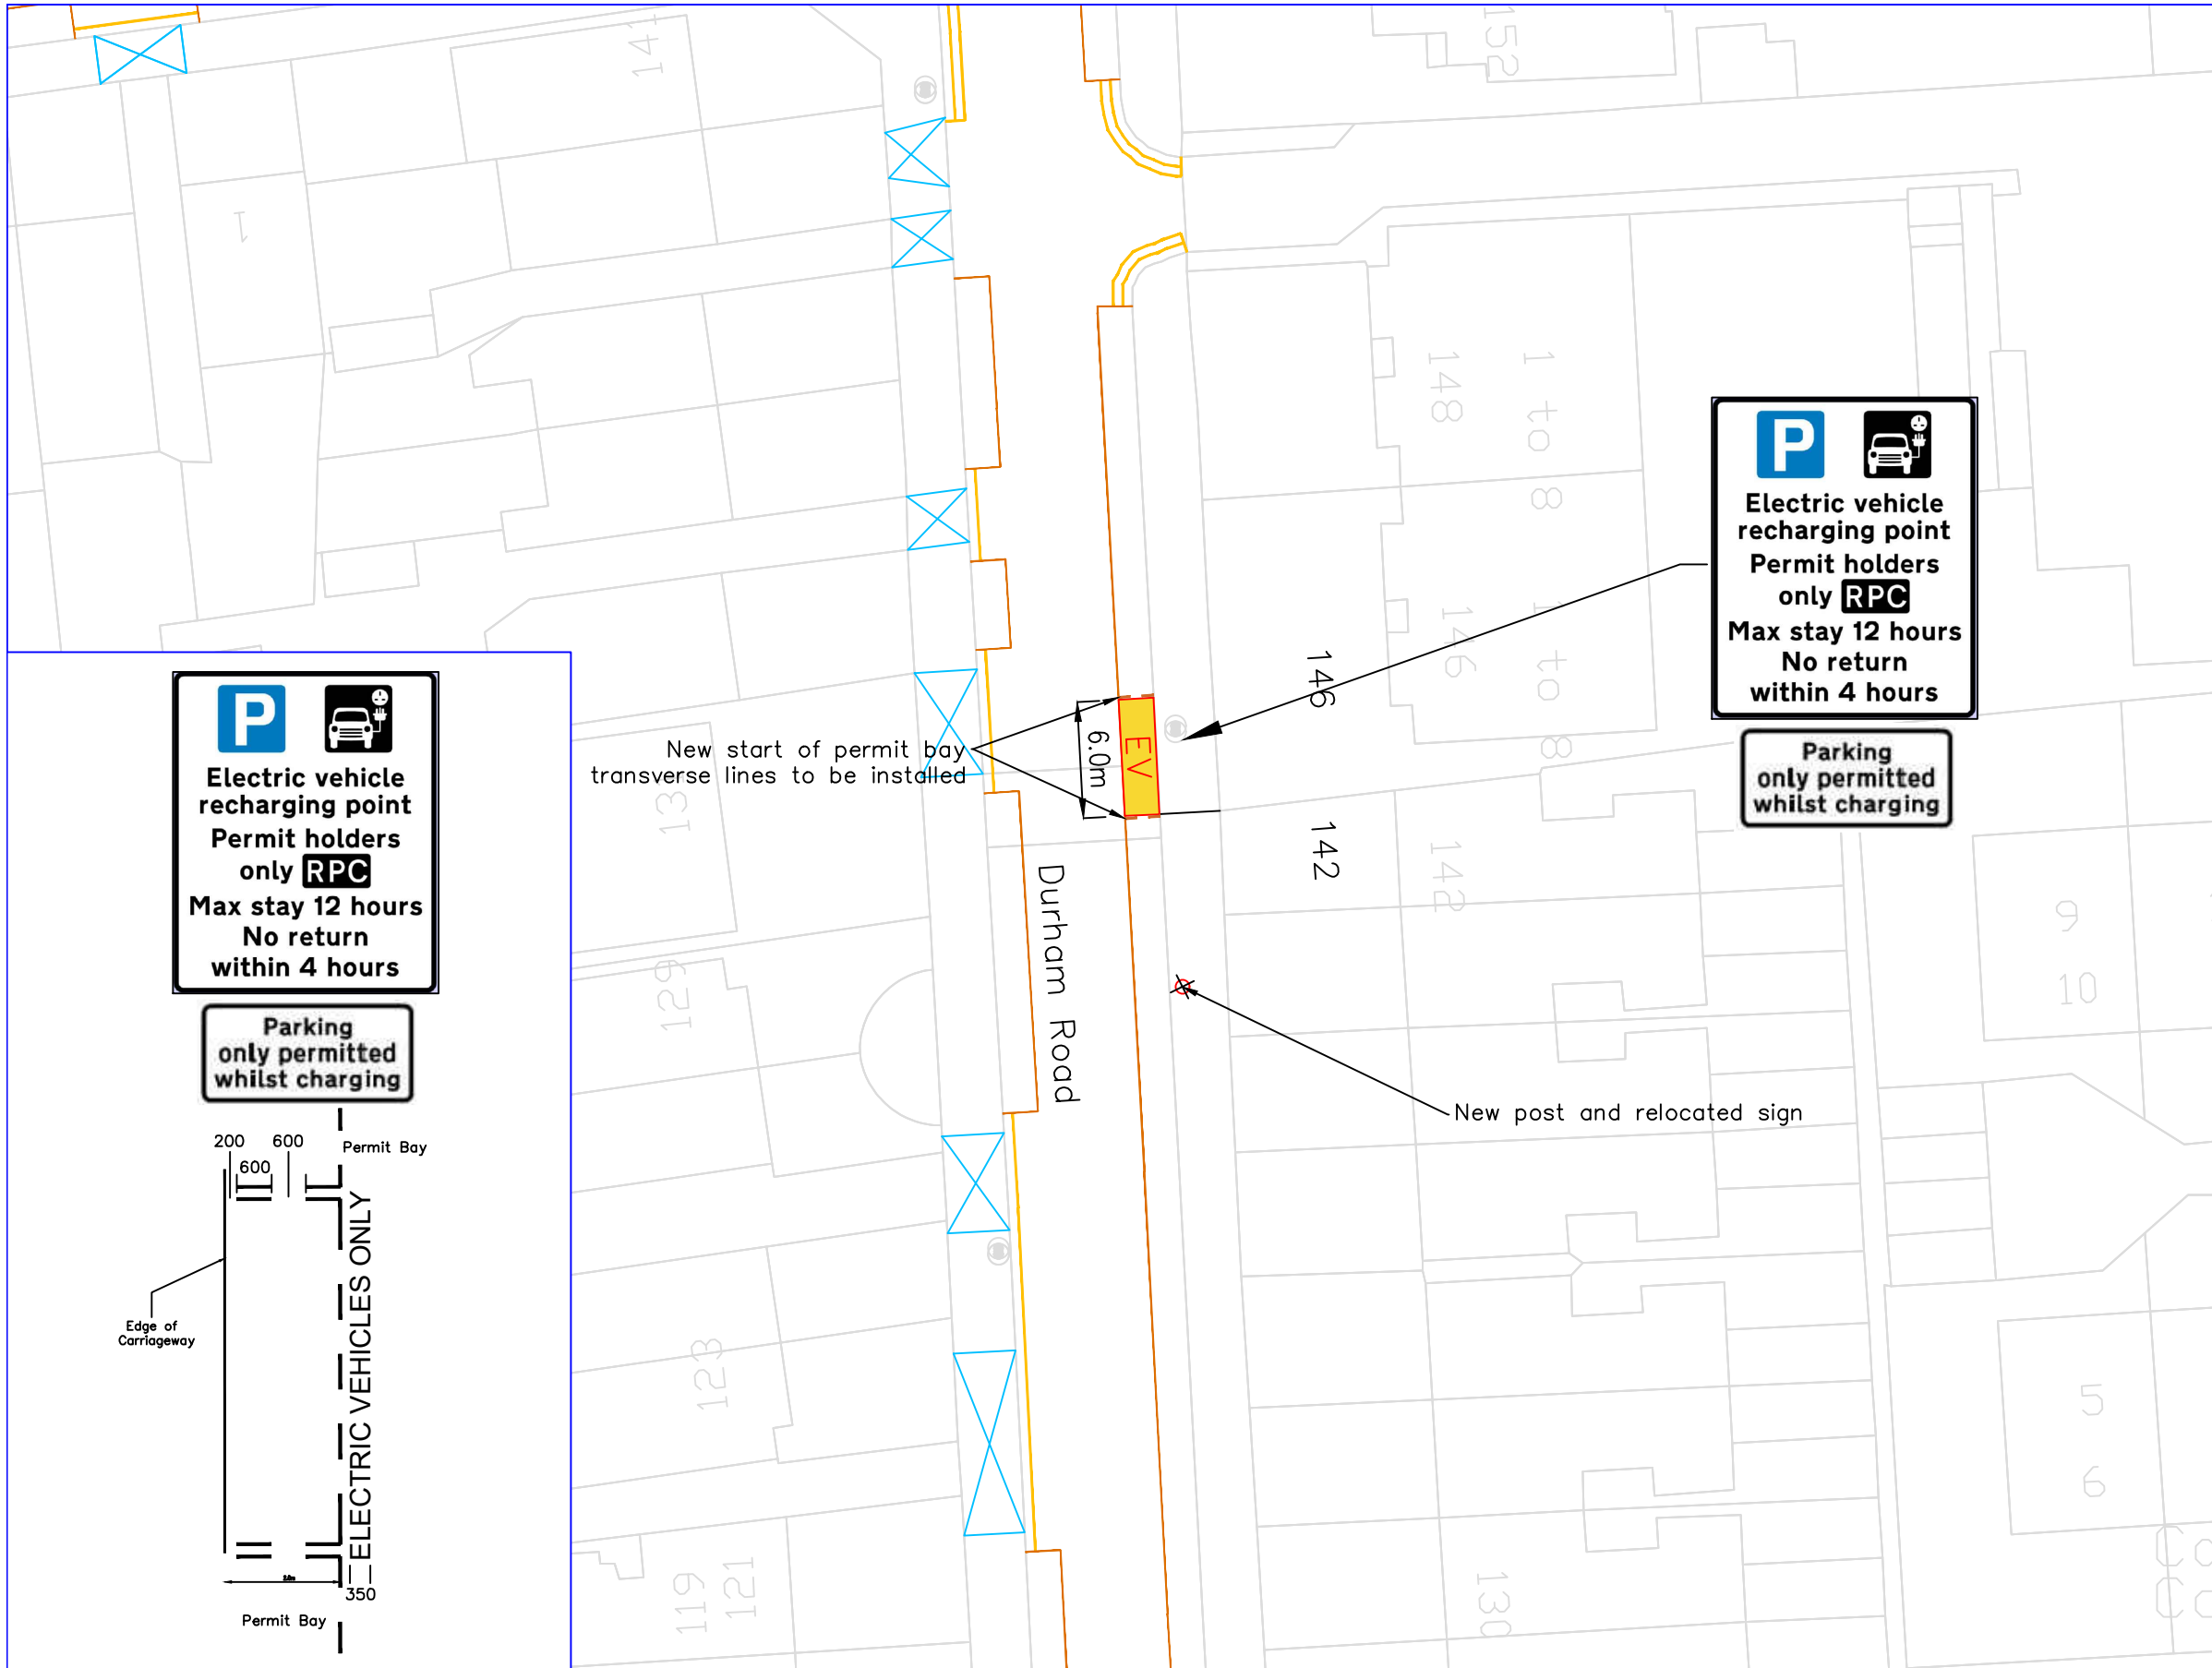 141
152
1
148
1 to 8
146
1 to 8
146
142
142
13
129
123
119
121
130
9
10
5
6
P
Electric vehicle
recharging point
Permit holders
only RPC
Max stay 12 hours
No return
within 4 hours
Parking
only permitted
whilst charging
New start of permit bay
transverse lines to be installed
6.0m
EV
Durham Road
New post and relocated sign
P
Electric vehicle
recharging point
Permit holders
only RPC
Max stay 12 hours
No return
within 4 hours
Parking
only permitted
whilst charging
200
600
600
Permit Bay
ELECTRIC VEHICLES ONLY
Edge of
Carriageway
350
Permit Bay